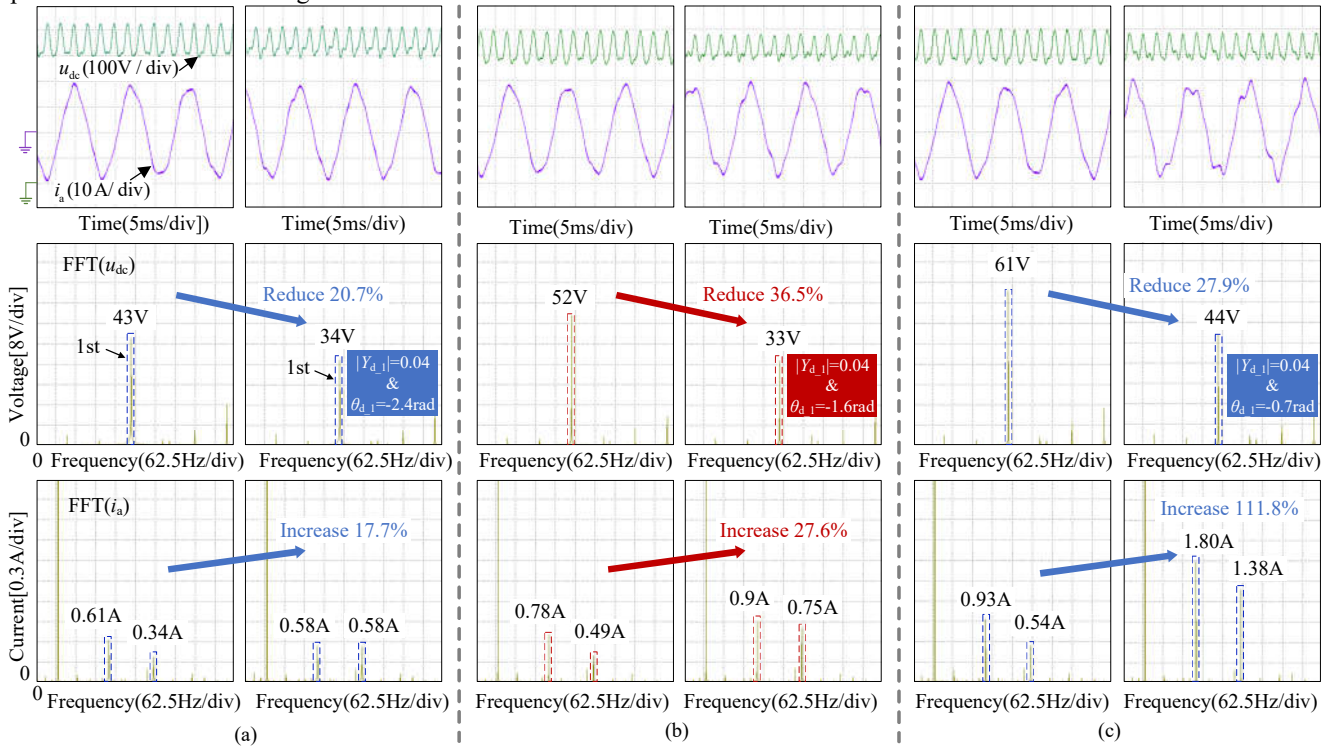 u_dc (100V / div)
i_a (10 A/ div)
Time(5ms/div])
Time(5ms/div)
Time(5ms/div)
Time(5ms/div)
Time(5ms/div)
Time(5ms/div)
Voltage[8V/div]
0
0
FFT(u_dc)
43V
1st
Reduce 20.7%
34V
1st
|Y_d_1|=0.04
&
θ_d_1=-2.4rad
52V
Reduce 36.5%
33V
|Y_d_1|=0.04
&
θ_d_1=-1.6rad
61V
Reduce 27.9%
44V
|Y_d_1|=0.04
&
θ_d_1=-0.7rad
Frequency(62.5Hz/div)
Frequency(62.5Hz/div)
Frequency(62.5Hz/div)
Frequency(62.5Hz/div)
Frequency(62.5Hz/div)
Frequency(62.5Hz/div)
Current[0.3A/div]
0
0
FFT(i_a)
0.61A
0.34A
Increase 17.7%
0.58A
0.58A
0.78A
0.49A
Increase 27.6%
0.9A
0.75A
0.93A
0.54A
Increase 111.8%
1.80A
1.38A
Frequency(62.5Hz/div)
Frequency(62.5Hz/div)
Frequency(62.5Hz/div)
Frequency(62.5Hz/div)
Frequency(62.5Hz/div)
Frequency(62.5Hz/div)
(a)
(b)
(c)